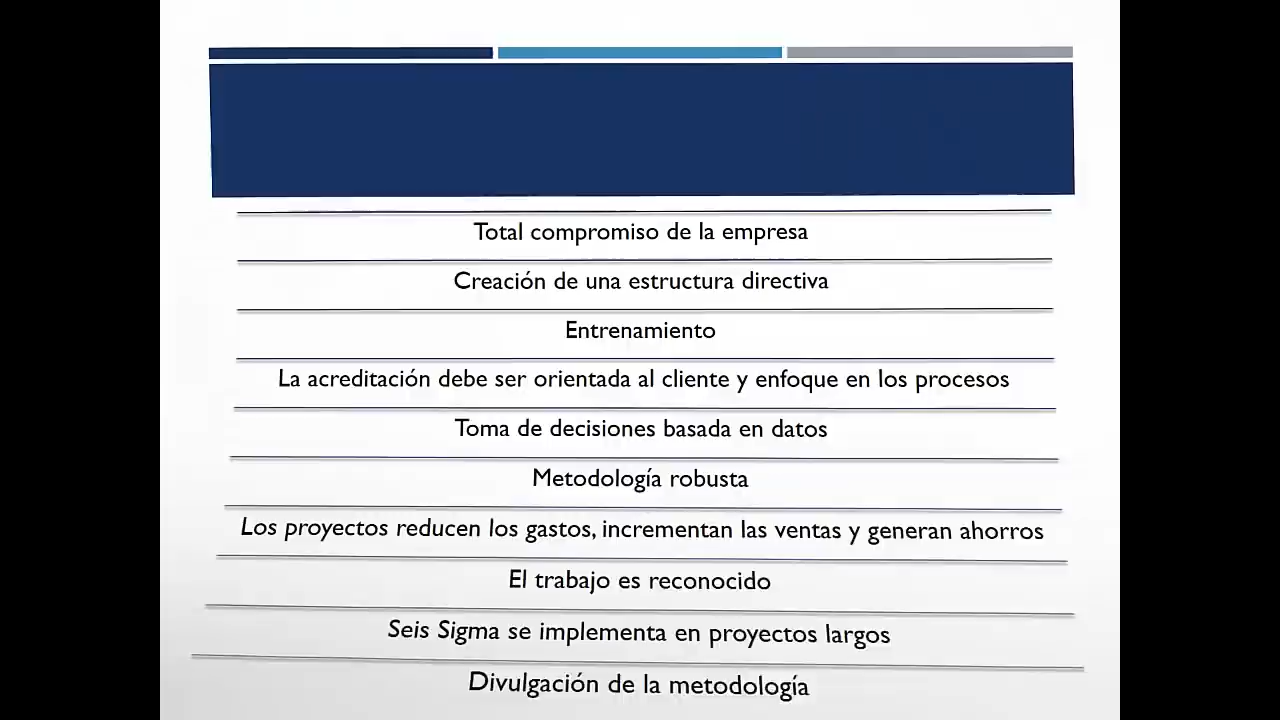 Total compromiso de la empresa
Creación de una estructura directiva
Entrenamiento
La acreditación debe ser orientada al cliente y enfoque en los procesos
Toma de decisiones basada en datos
Metodología robusta
Los proyectos reducen los gastos, incrementan las ventas y generan ahorros
El trabajo es reconocido
Seis Sigma se implementa en proyectos largos
Divulgación de la metodología